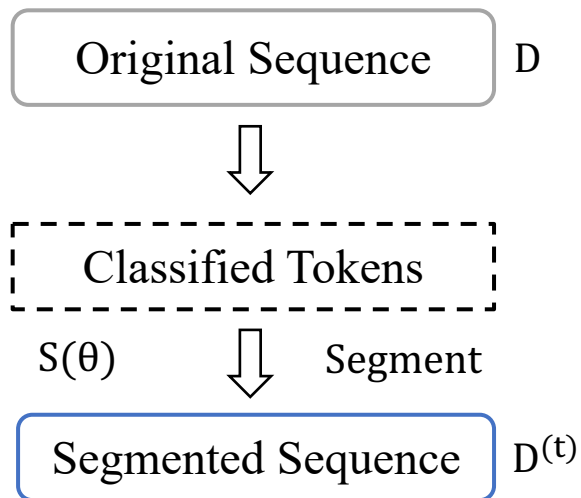 Original Sequence D
Classified Tokens
S(θ) Segment
Segmented Sequence D^(t)